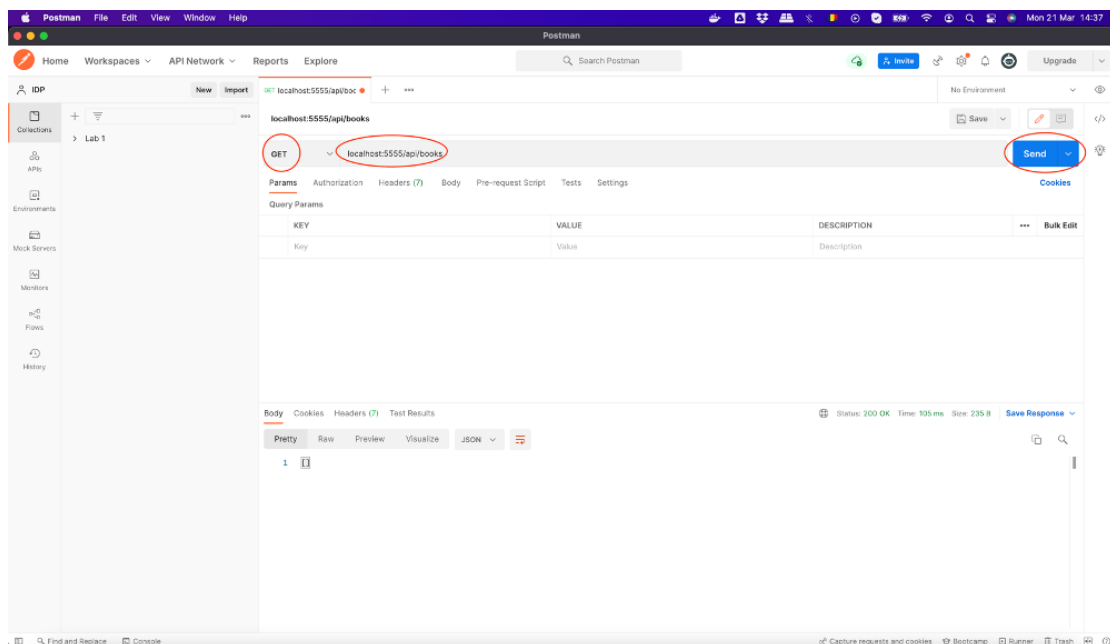 Postman File Edit View Window Help Mon 21 Mar 14:37
Postman
Home Workspaces API Network Reports Explore Search Postman Invite Upgrade
IDP New Import GET localhost:5555/api/boc + ••• No Environment
Collections
APIs
Environments
Mock Servers
Monitors
Flows
History
+ •••
> Lab 1
localhost:5555/api/books Save </>
GET localhost:5555/api/books Send
Params Authorization Headers (7) Body Pre-request Script Tests Settings Cookies
Query Params
KEY VALUE DESCRIPTION ••• Bulk Edit
Key Value Description
Body Cookies Headers (7) Test Results Status: 200 OK Time: 105 ms Size: 235 B Save Response
Pretty Raw Preview Visualize JSON
1 []
Find and Replace Console Capture requests and cookies Bootcamp Runner Trash